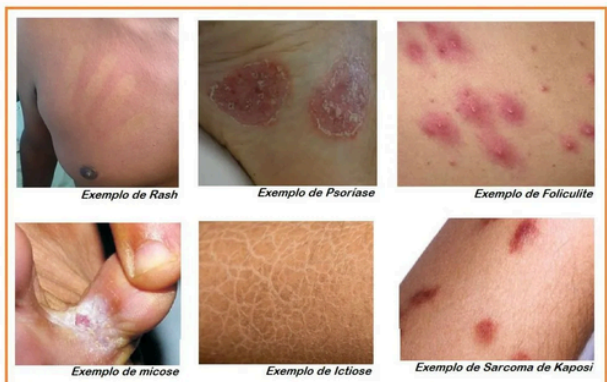 Exemplo de Rash
Exemplo de Psoríase
Exemplo de Foliculite
Exemplo de micose
Exemplo de Ictiose
Exemplo de Sarcoma de Kaposi